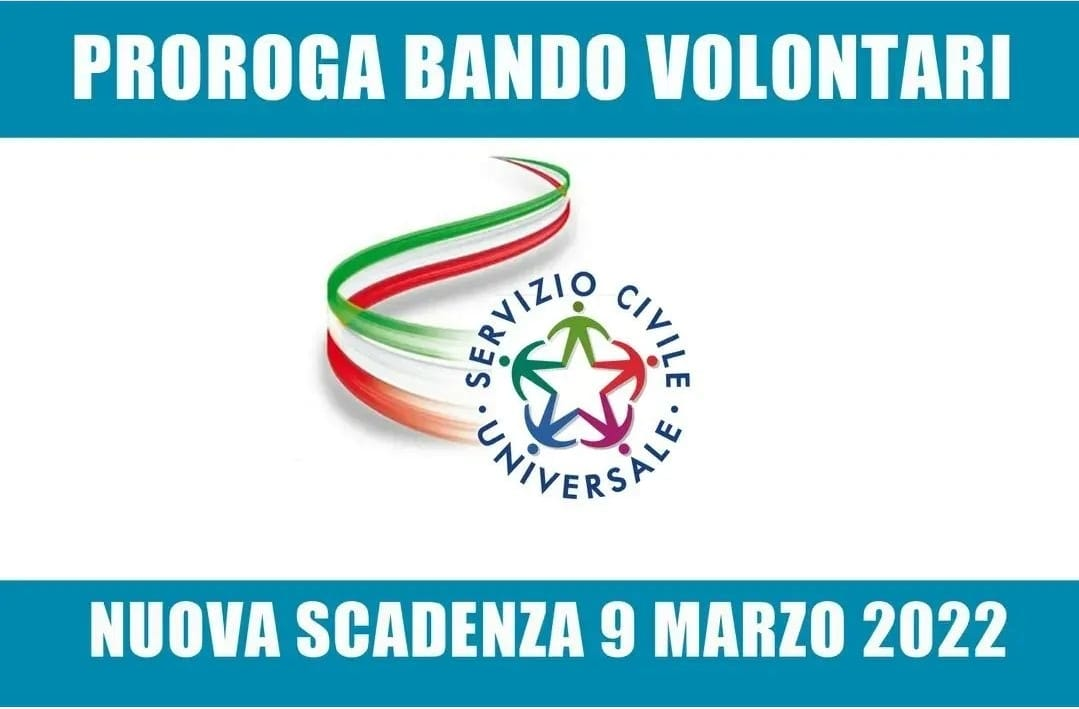 PROROGA BANDO VOLONTARI
SERVIZIO CIVILE
· UNIVERSALE ·
NUOVA SCADENZA 9 MARZO 2022